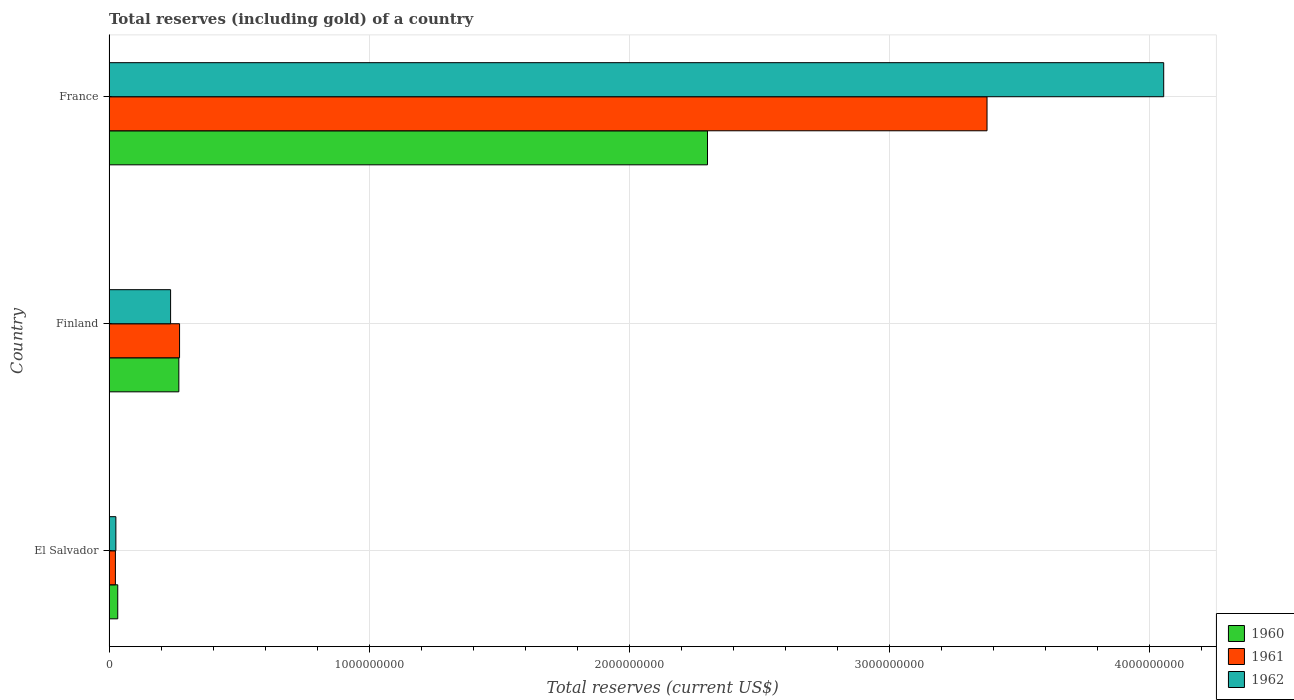 Total reserves (including gold) of a country
France
Finland
El Salvador
Country
0
1000000000
2000000000
3000000000
4000000000
Total reserves (current US$)
1960
1961
1962